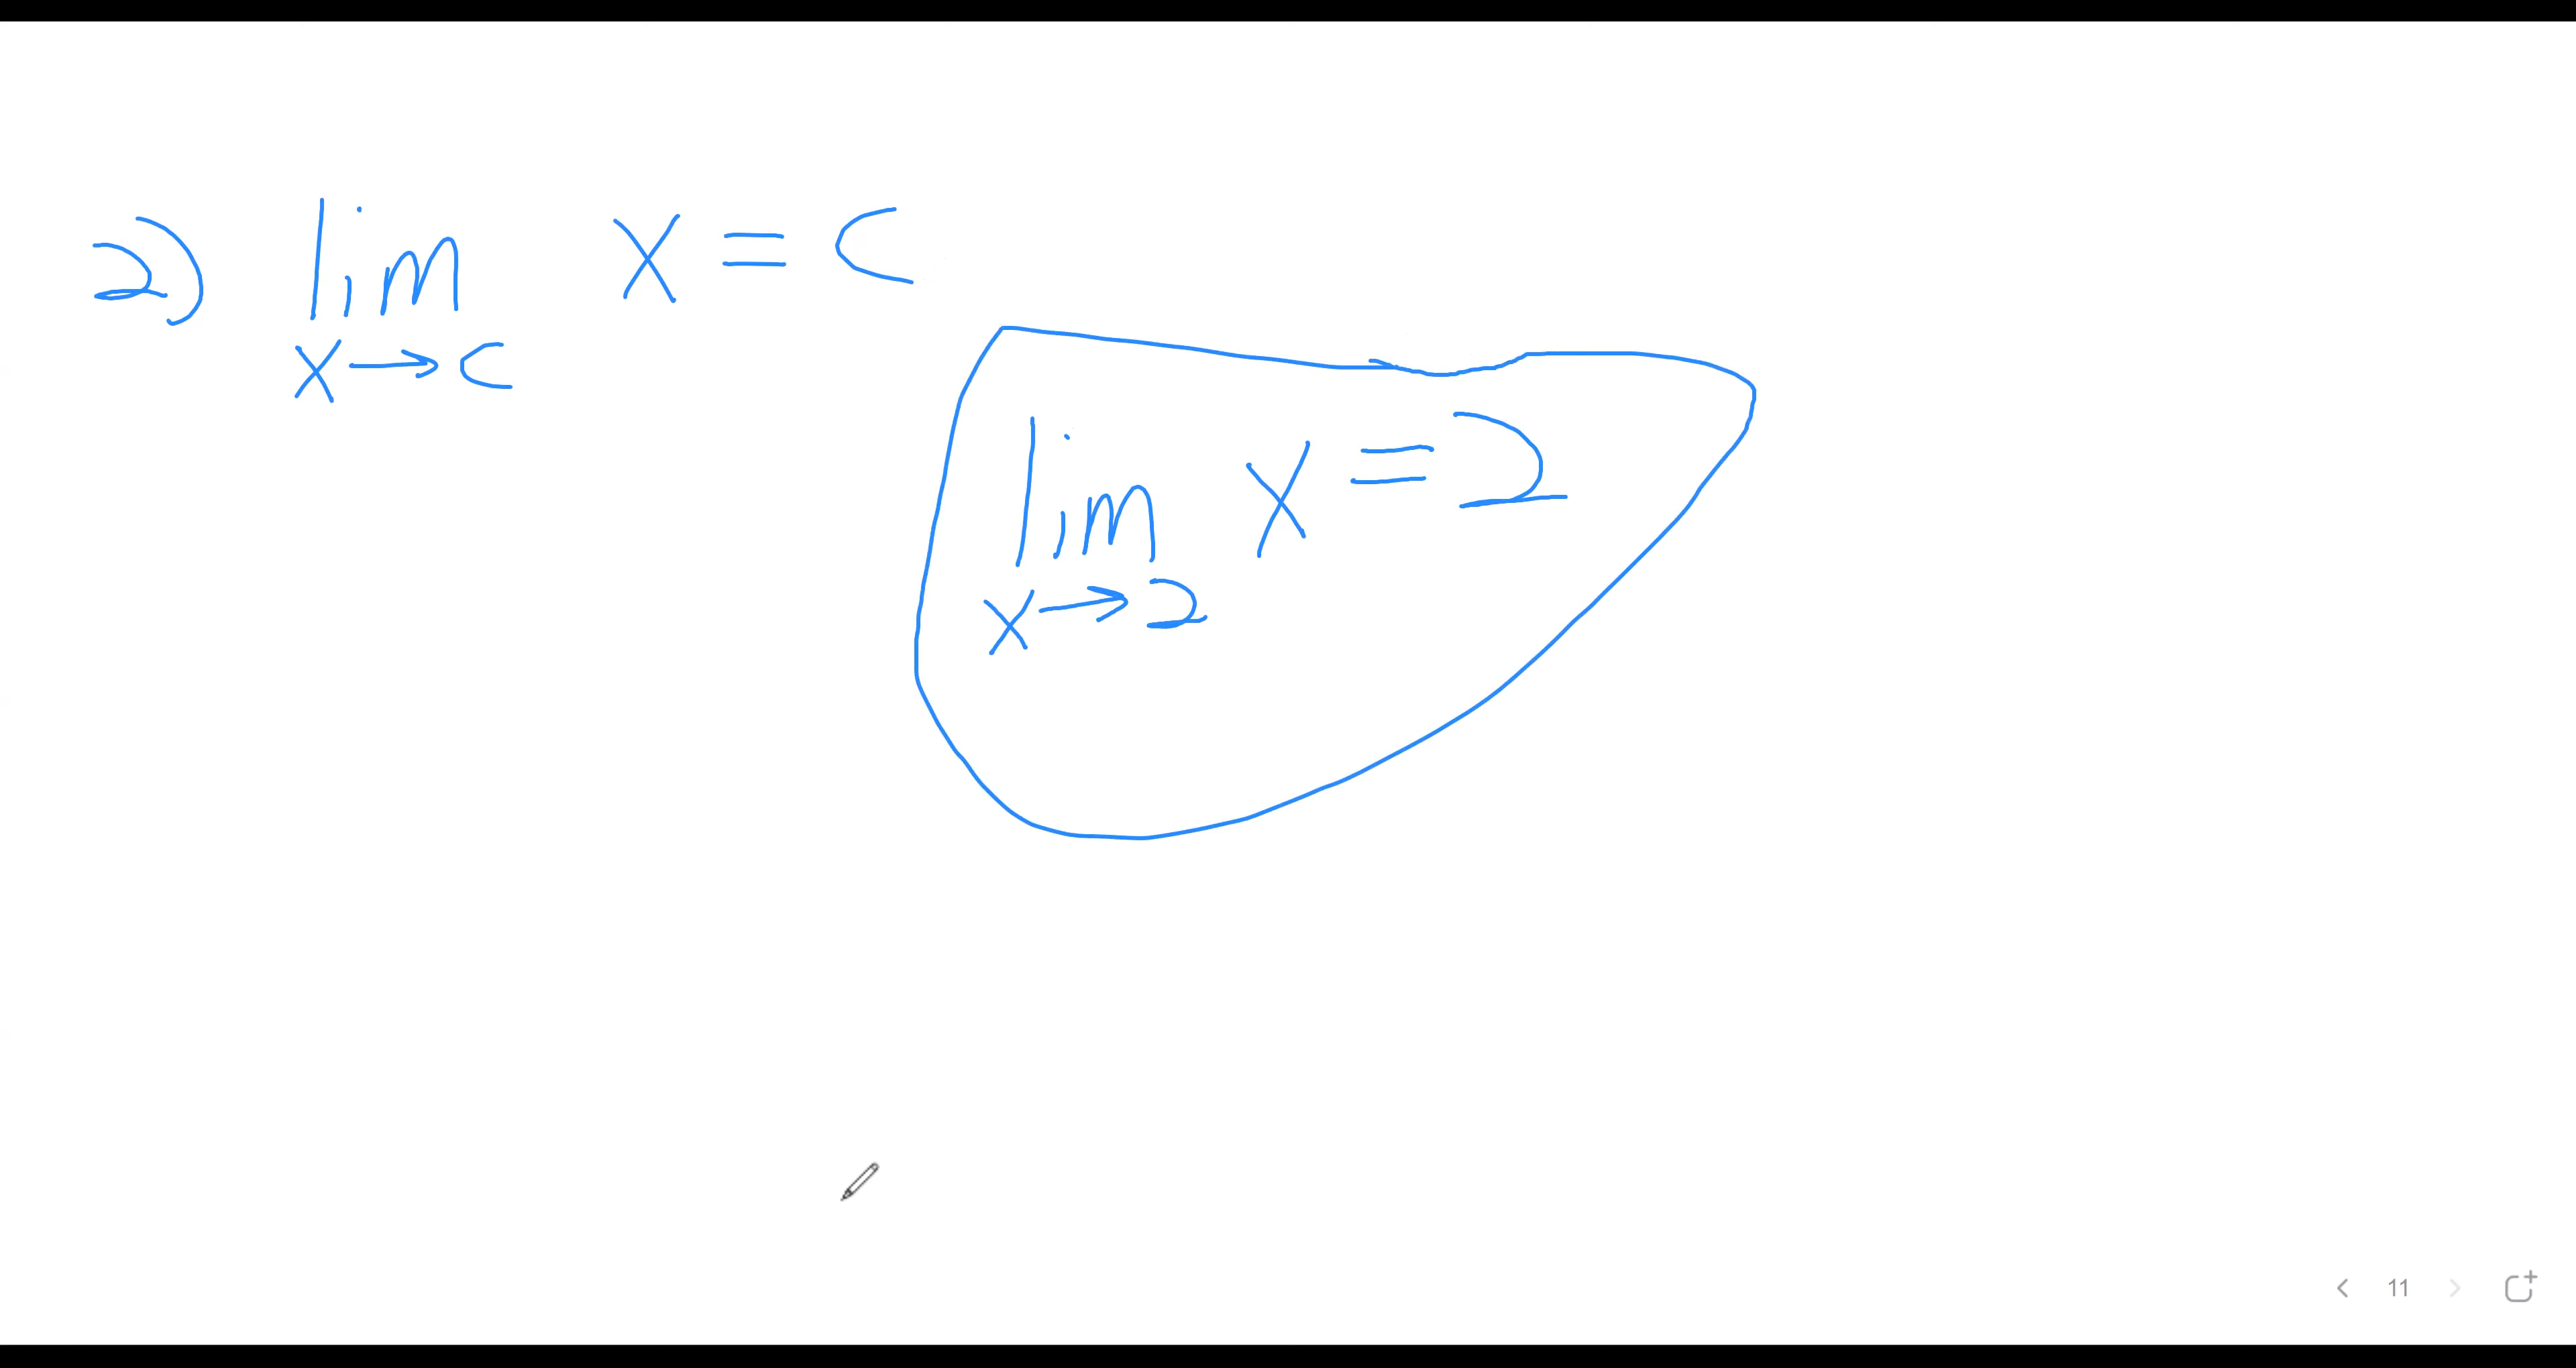 2) lim x = c
x→c
lim x = 2
x→2
11